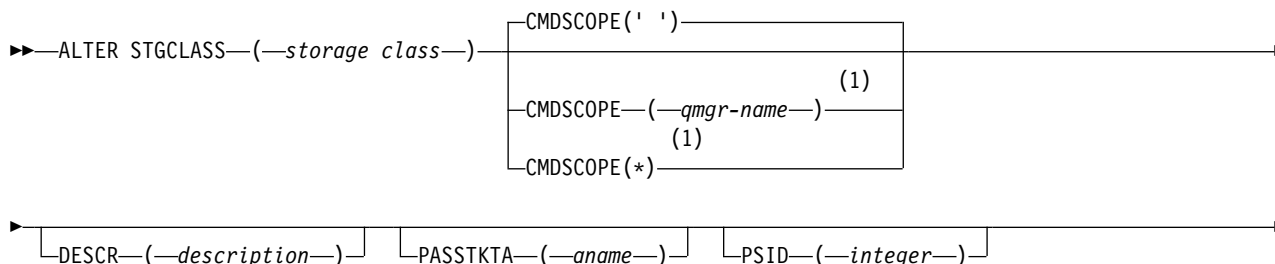 CMDSCOPE(' ')
ALTER STGCLASS ( storage class )
(1)
CMDSCOPE ( qmgr-name )
(1)
CMDSCOPE(*)
DESCR ( description ) PASSTKTA ( aname ) PSID ( integer )